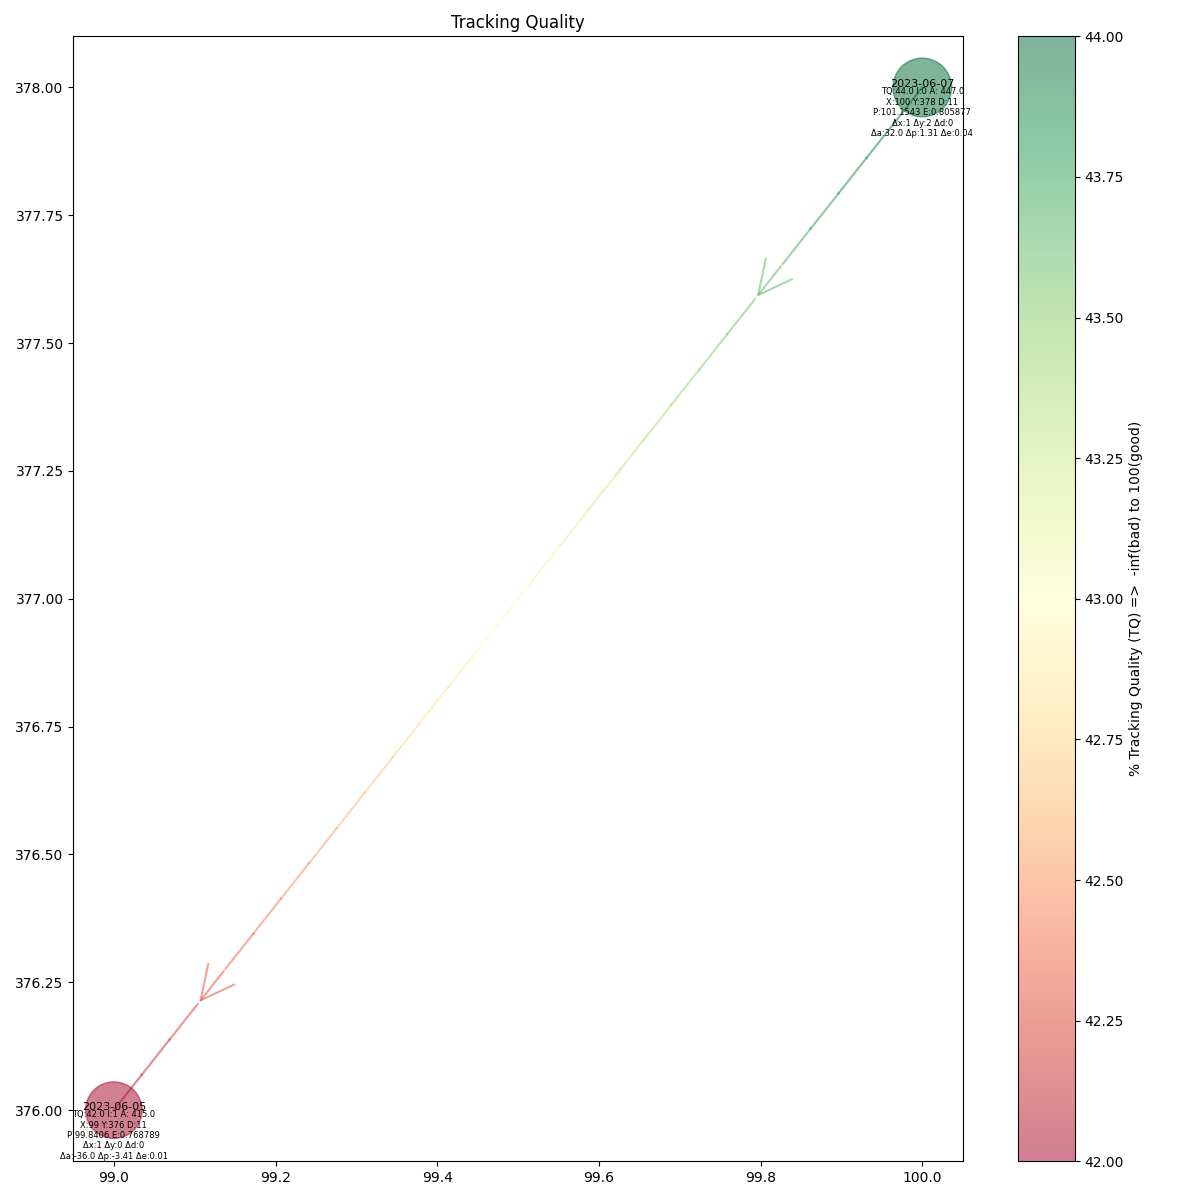 Tracking Quality
378.00
377.75
377.50
377.25
377.00
376.75
376.50
376.25
376.00
2023-06-07
TQ:44.0 I:0 A: 447.0
X:100 Y:378 D:11
P:101.1543 E:0.805877
Δx:1 Δy:2 Δd:0
Δa:32.0 Δp:1.31 Δe:0.04
2023-06-05
TQ:42.0 I:1 A: 415.0
X:99 Y:376 D:11
P:99.8406 E:0.768789
Δx:1 Δy:0 Δd:0
Δa:-36.0 Δp:-3.41 Δe:0.01
99.0 99.2 99.4 99.6 99.8 100.0
44.00
43.75
43.50
43.25
43.00
42.75
42.50
42.25
42.00
% Tracking Quality (TQ) => -inf(bad) to 100(good)